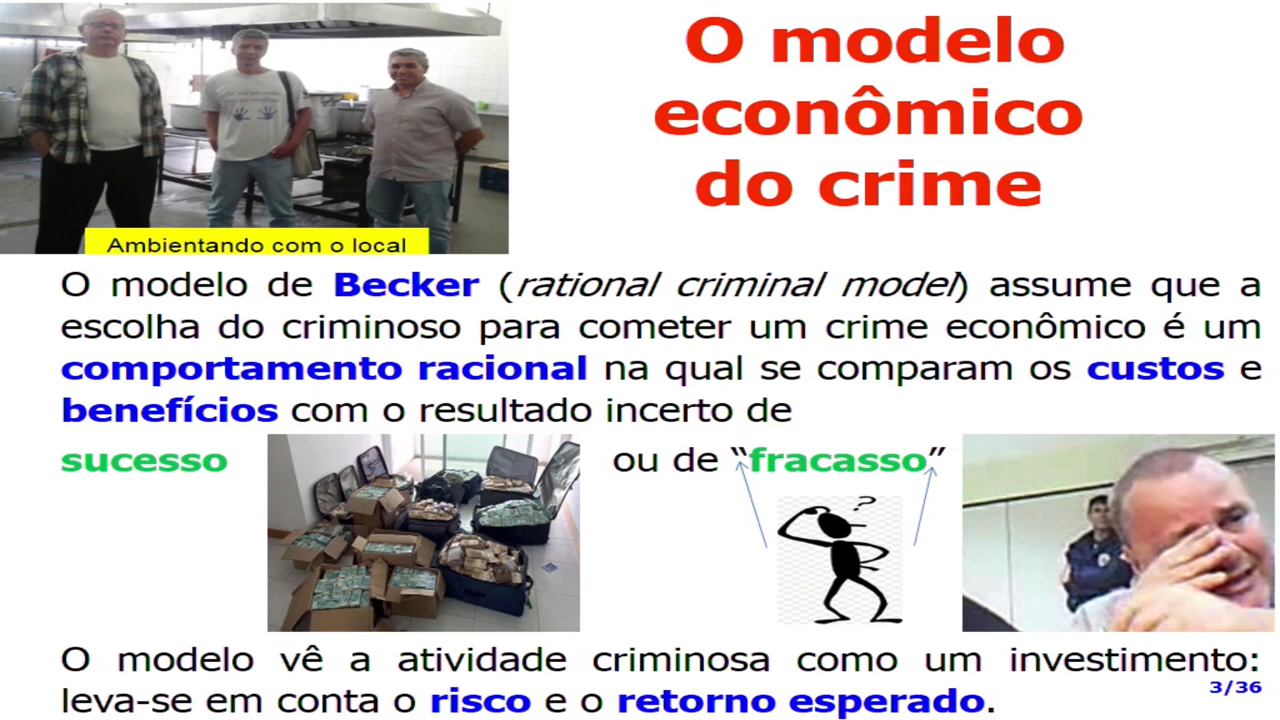 O modelo
econômico
do crime
Ambientando com o local
O modelo de Becker (rational criminal model) assume que a
escolha do criminoso para cometer um crime econômico é um
comportamento racional na qual se comparam os custos e
benefícios com o resultado incerto de
sucesso ou de “fracasso”
?
O modelo vê a atividade criminosa como um investimento:
leva-se em conta o risco e o retorno esperado.
3/36